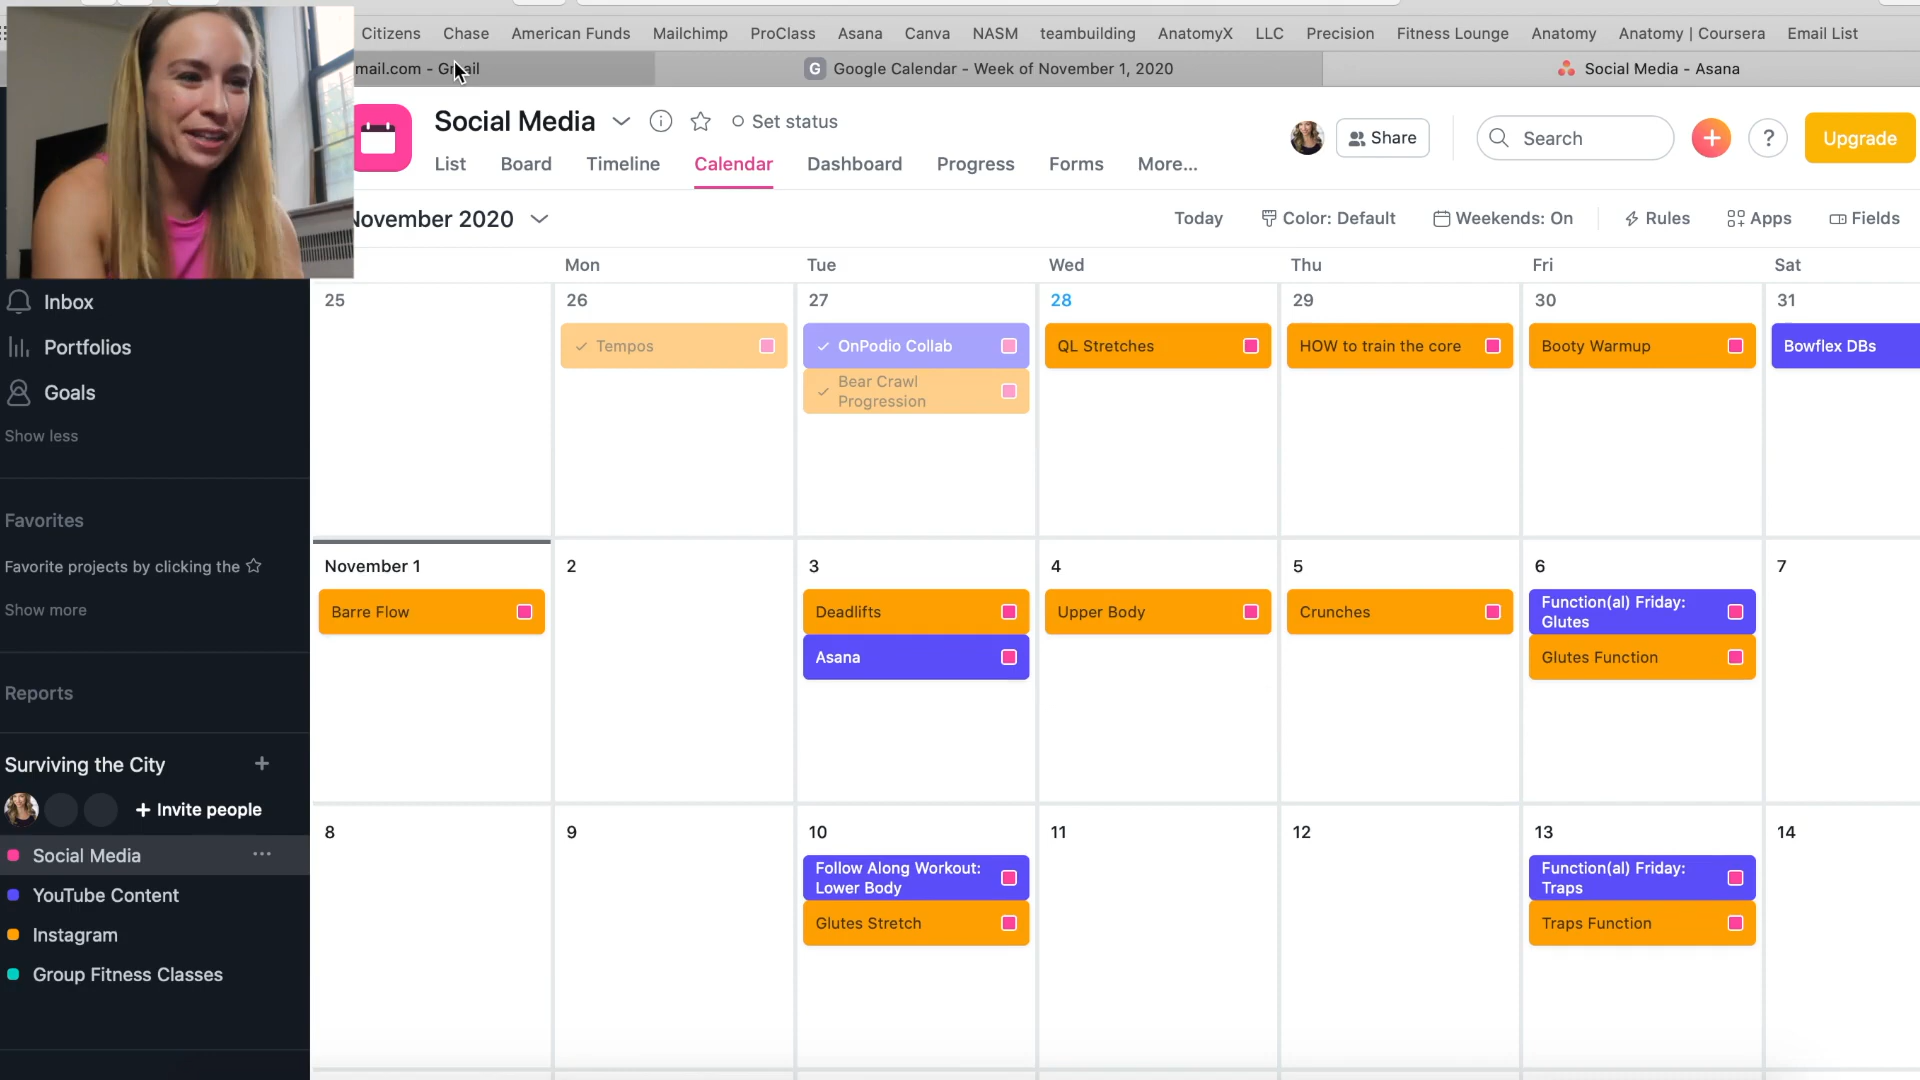 Citizens Chase American Funds Mailchimp ProClass Asana Canva NASM teambuilding AnatomyX LLC Precision Fitness Lounge Anatomy Anatomy | Coursera Email List
mail.com - Gmail G Google Calendar - Week of November 1, 2020 Social Media - Asana
Social Media Set status
Share Search + ? Upgrade
List Board Timeline Calendar Dashboard Progress Forms More...
November 2020 Today Color: Default Weekends: On Rules Apps Fields
Mon Tue Wed Thu Fri Sat
25 26 27 28 29 30 31
Tempos OnPodio Collab QL Stretches HOW to train the core Booty Warmup Bowflex DBs
Bear Crawl
Progression
November 1 2 3 4 5 6 7
Barre Flow Deadlifts Upper Body Crunches Function(al) Friday:
Glutes
Asana Glutes Function
8 9 10 11 12 13 14
Follow Along Workout: Function(al) Friday:
Lower Body Traps
Glutes Stretch Traps Function
Inbox
Portfolios
Goals
Show less
Favorites
Favorite projects by clicking the
Show more
Reports
Surviving the City +
+ Invite people
Social Media ...
YouTube Content
Instagram
Group Fitness Classes